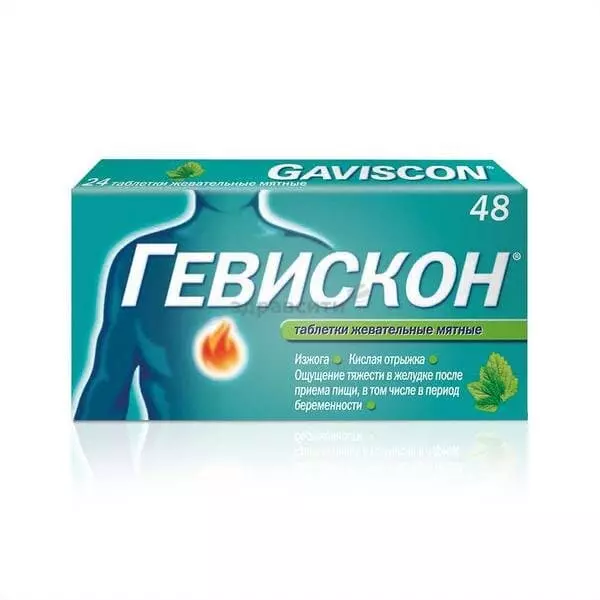 GAVISCON®
24 таблетки жевательные мятные
48
ГЕВИСКОН®
здравсити
таблетки жевательные мятные
Изжога Кислая отрыжка
Ощущение тяжести в желудке после
приема пищи, в том числе в период
беременности